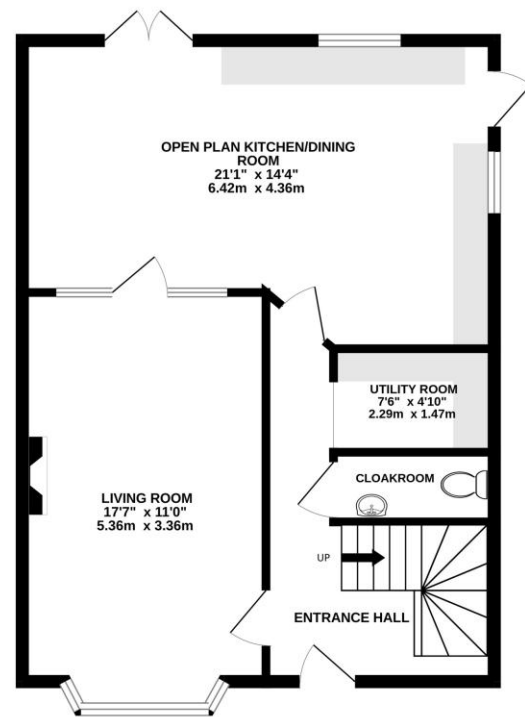 OPEN PLAN KITCHEN/DINING
ROOM
21'1" x 14'4"
6.42m x 4.36m
UTILITY ROOM
7'6" x 4'10"
2.29m x 1.47m
CLOAKROOM
LIVING ROOM
17'7" x 11'0"
5.36m x 3.36m
UP
ENTRANCE HALL